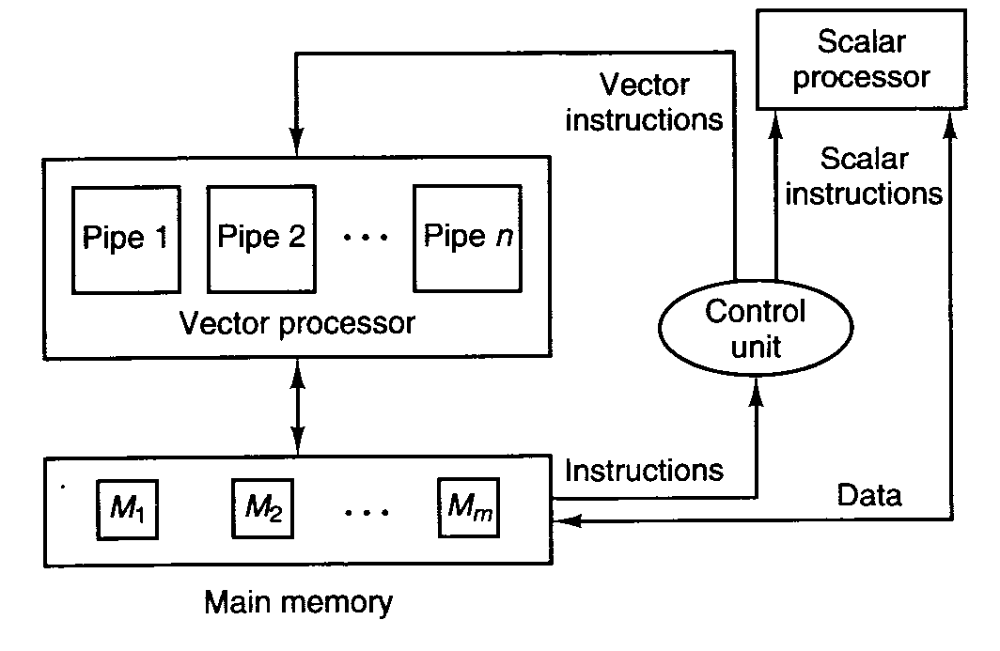 Scalar
processor
Vector
instructions
Scalar
instructions
Pipe 1 Pipe 2 ... Pipe n
Vector processor
Control
unit
Instructions
Data
M1 M2 ... Mm
Main memory